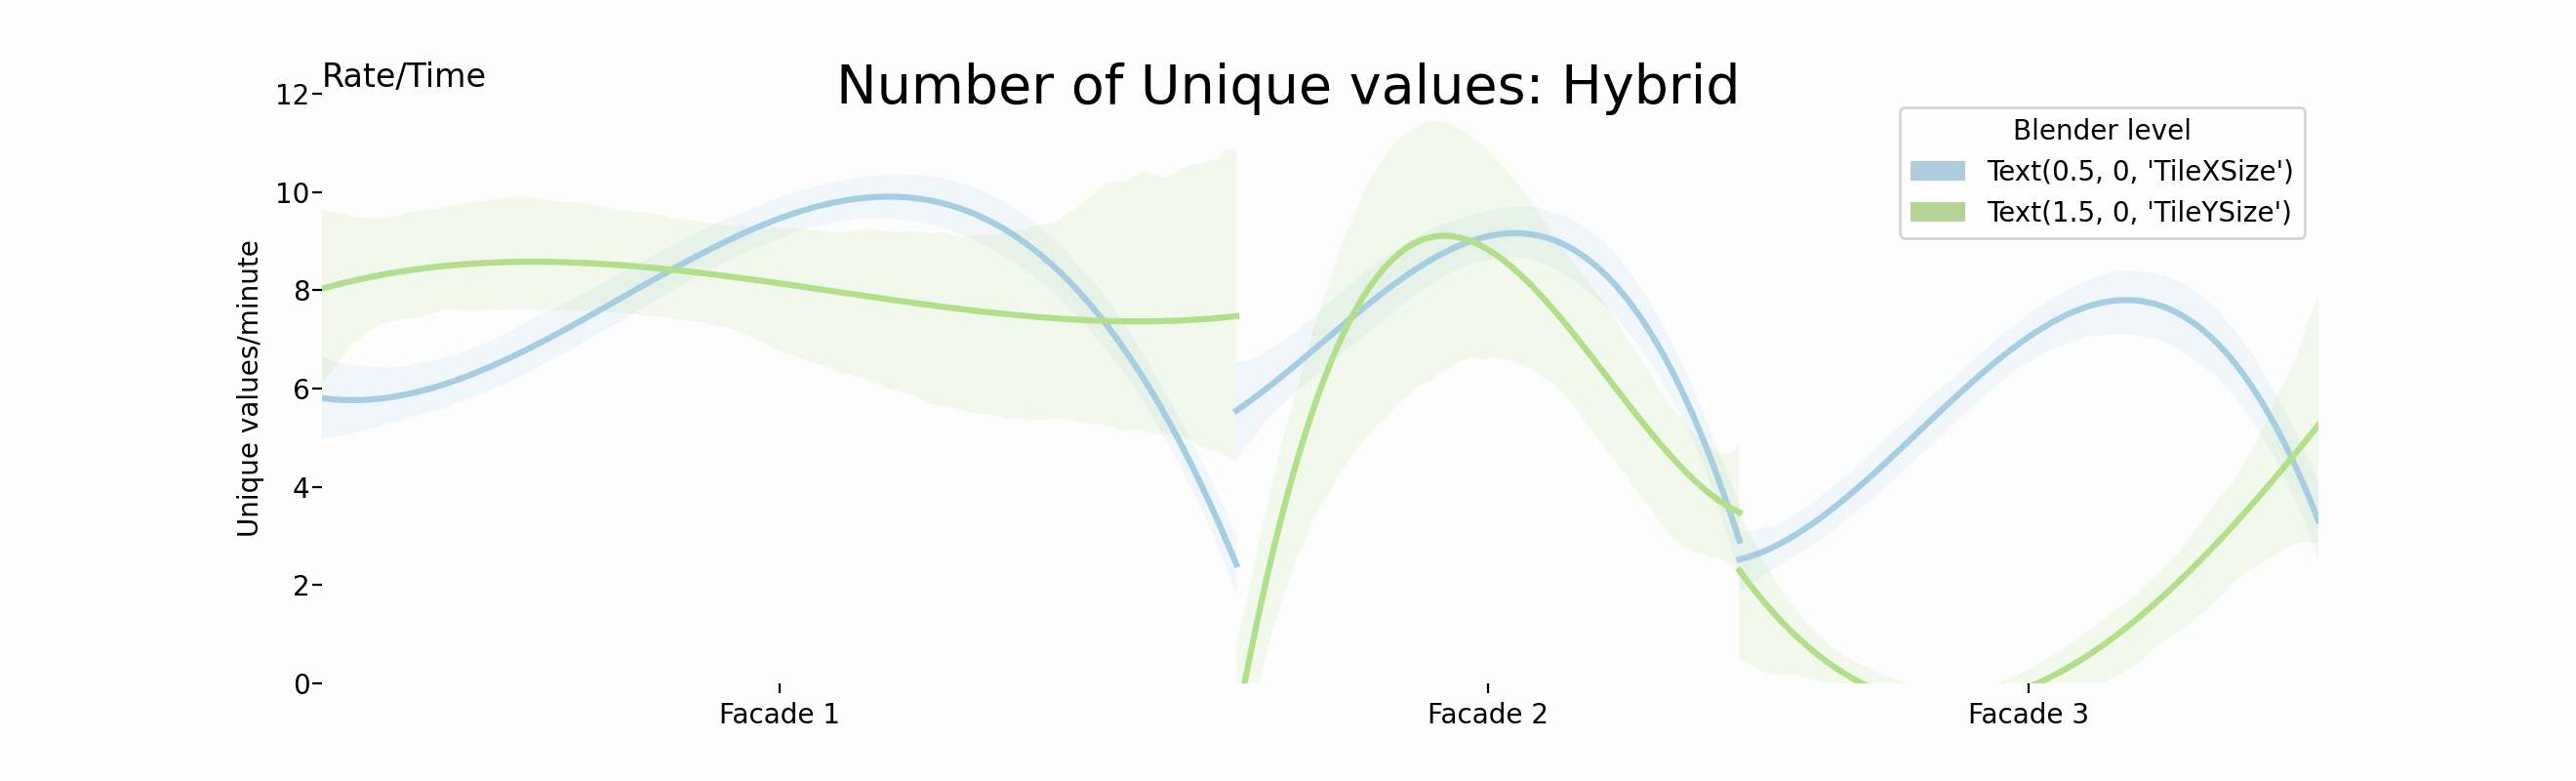 Rate/Time
Number of Unique values: Hybrid
12
10
8
6
4
2
0
Unique values/minute
Blender level
Text(0.5, 0, 'TileXSize')
Text(1.5, 0, 'TileYSize')
Facade 1
Facade 2
Facade 3